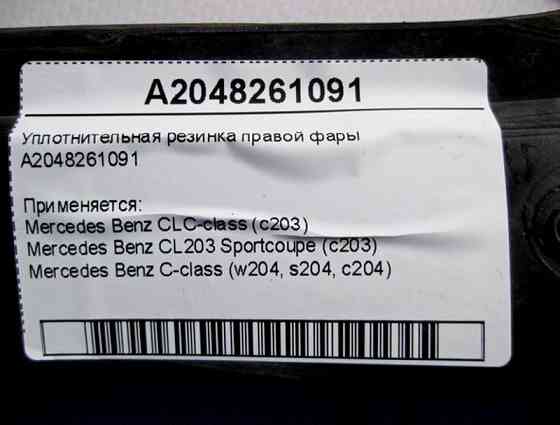 A2048261091
Уплотнительная резинка правой фары
A2048261091
Применяется:
Mercedes Benz CLC-class (c203)
Mercedes Benz CL203 Sportcoupe (c203)
Mercedes Benz C-class (w204, s204, c204)